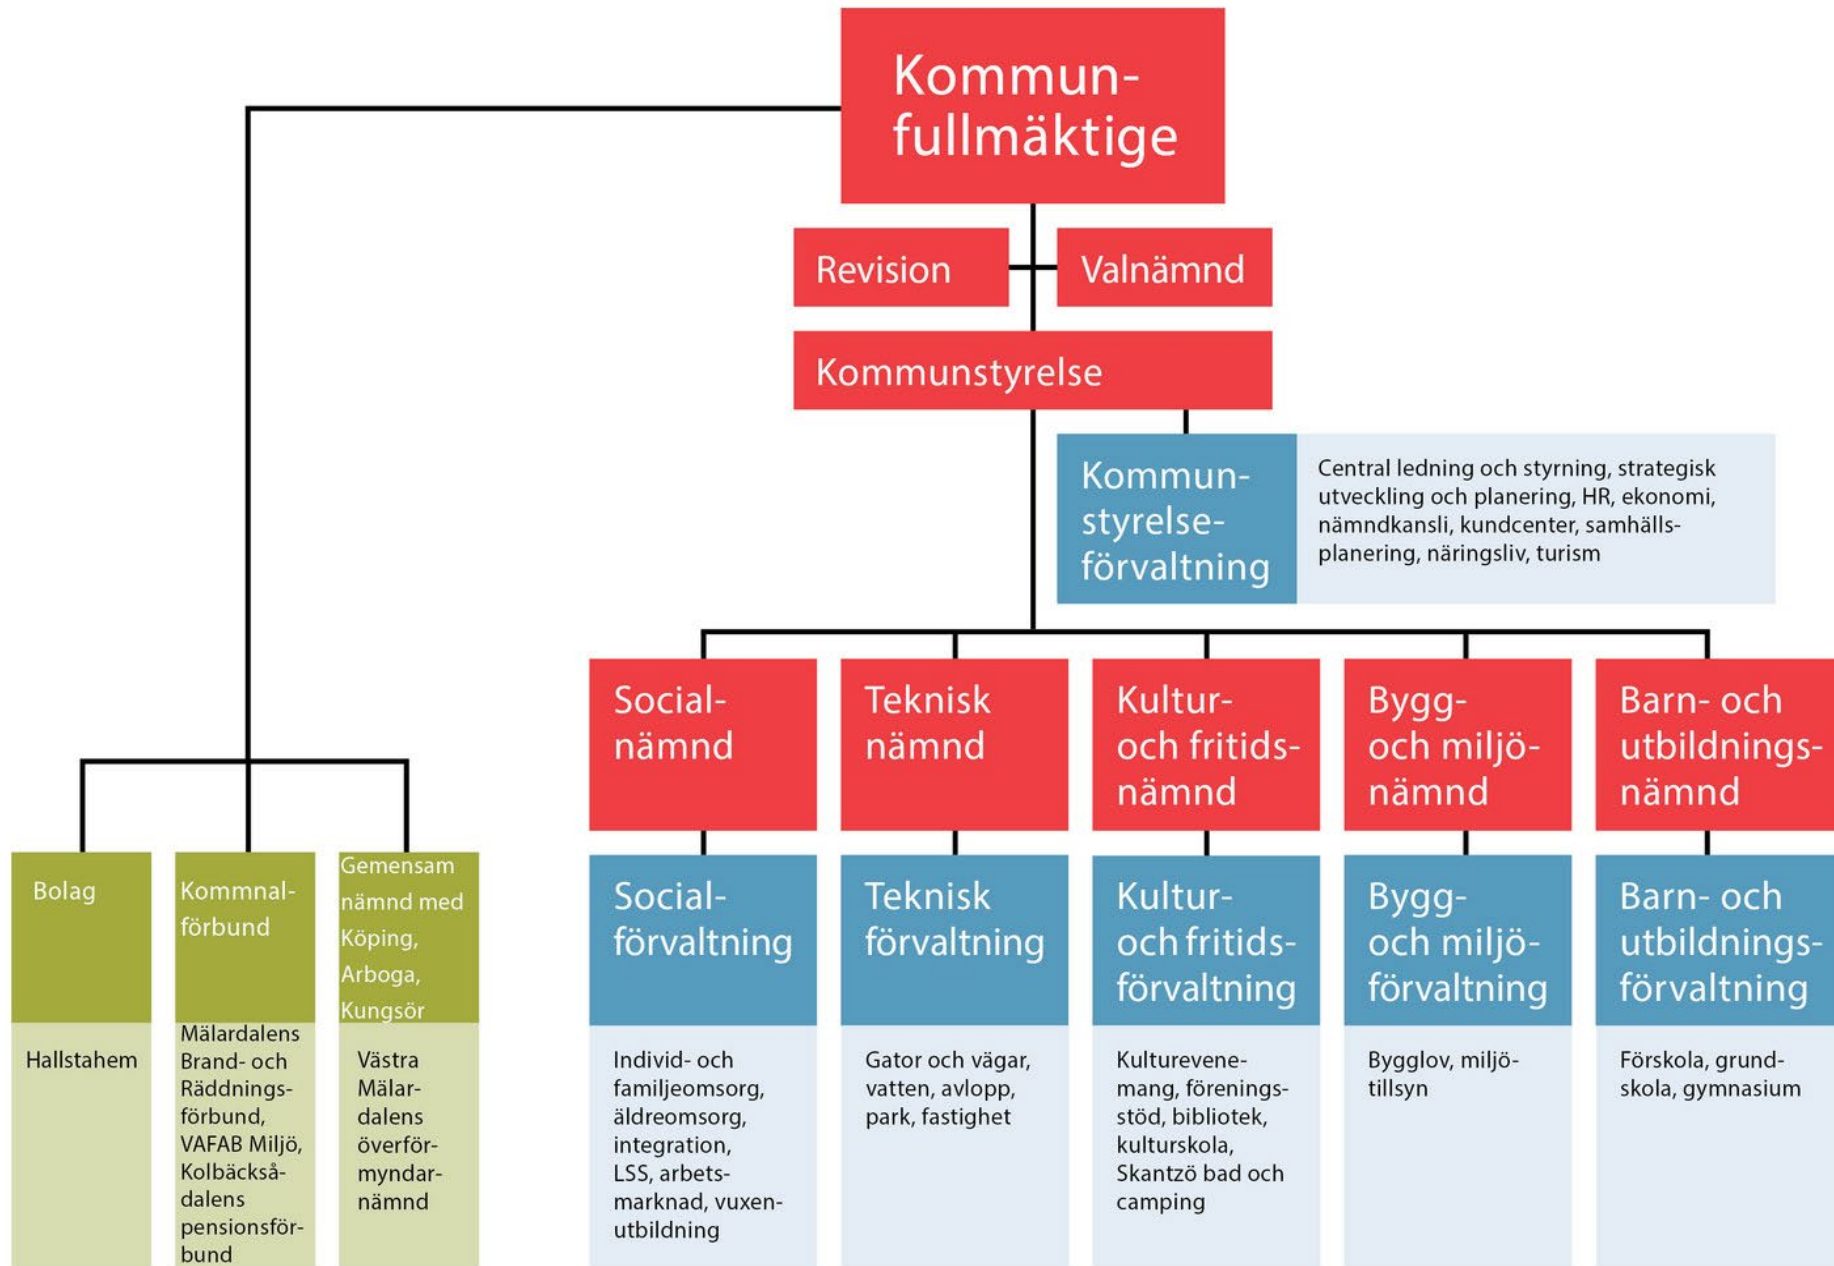 Kommun-
fullmäktige
Revision
Valnämnd
Kommunstyrelse
Kommun-
styrelse-
förvaltning
Central ledning och styrning, strategisk
utveckling och planering, HR, ekonomi,
nämndkansli, kundcenter, samhälls-
planering, näringsliv, turism
Social-
nämnd
Teknisk
nämnd
Kultur-
och fritids-
nämnd
Bygg-
och miljö-
nämnd
Barn- och
utbildnings-
nämnd
Bolag
Kommnal-
förbund
Gemensam
nämnd med
Köping,
Arboga,
Kungsör
Social-
förvaltning
Teknisk
förvaltning
Kultur-
och fritids-
förvaltning
Bygg-
och miljö-
förvaltning
Barn- och
utbildnings-
förvaltning
Hallstahem
Mälardalens
Brand- och
Räddnings-
förbund,
VAFAB Miljö,
Kolbäckså-
dalens
pensionsför-
bund
Västra
Mälar-
dalens
överför-
myndar-
nämnd
Individ- och
familjeomsorg,
äldreomsorg,
integration,
LSS, arbets-
marknad, vuxen-
utbildning
Gator och vägar,
vatten, avlopp,
park, fastighet
Kulturevene-
mang, förenings-
stöd, bibliotek,
kulturskola,
Skantzö bad och
camping
Bygglov, miljö-
tillsyn
Förskola, grund-
skola, gymnasium